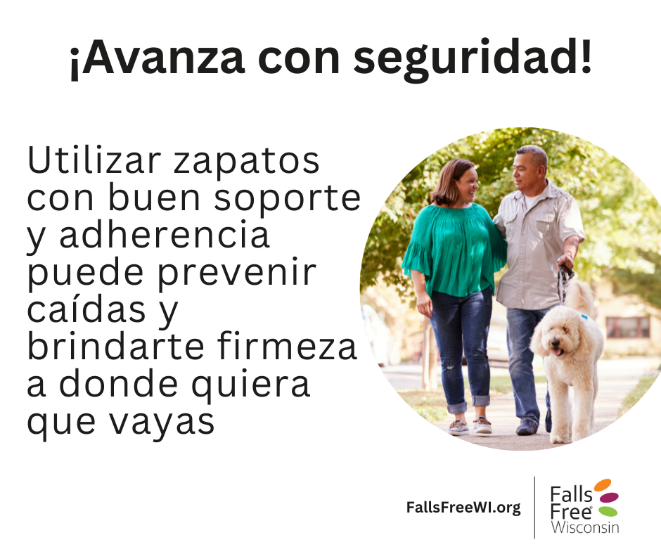 ¡Avanza con seguridad!
Utilizar zapatos
con buen soporte
y adherencia
puede prevenir
caídas y
brindarte firmeza
a donde quiera
que vayas
FallsFreeWI.org
Falls
Free
Wisconsin